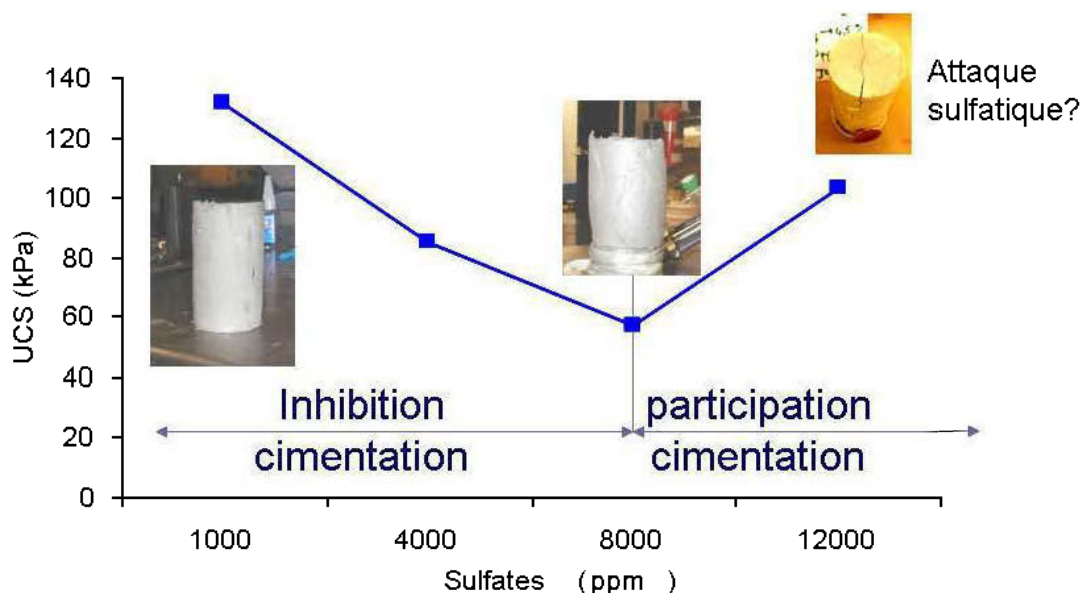 Attaque
sulfatique?
140
120
100
80
60
40
20
0
UCS (kPa)
Inhibition
cimentation
participation
cimentation
1000 4000 8000 12000
Sulfates (ppm )